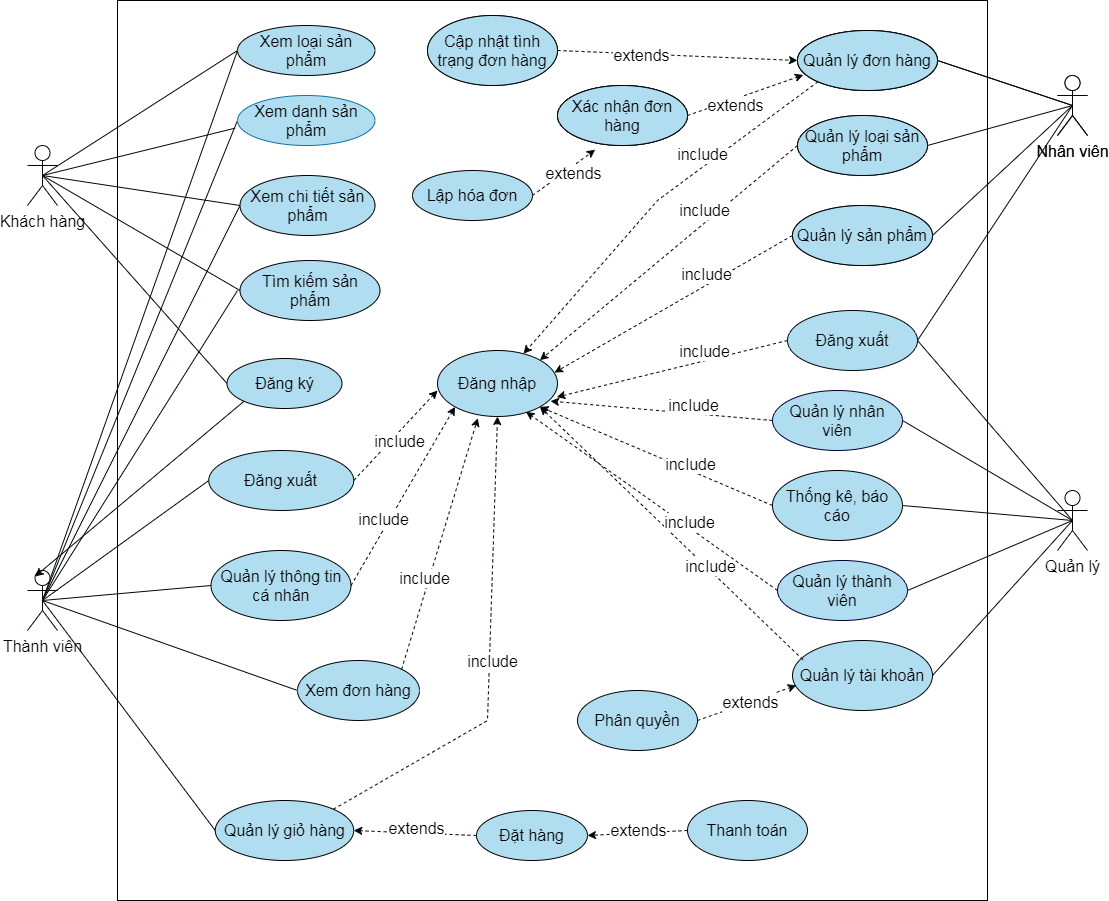 Xem loại sản
phẩm
Cập nhật tình
trạng đơn hàng
extends
Quản lý đơn hàng
Xem danh sản
phẩm
Xác nhận đơn
hàng
extends
Quản lý loại sản
phẩm
Nhân viên
include
Khách hàng
Xem chi tiết sản
phẩm
Lập hóa đơn
extends
include
Quản lý sản phẩm
Tìm kiếm sản
phẩm
include
Đăng ký
Đăng nhập
include
Đăng xuất
include
Quản lý nhân
viên
include
Đăng xuất
include
Thống kê, báo
cáo
include
include
Quản lý thông tin
cá nhân
include
include
Quản lý thành
viên
Quản lý
Thành viên
Xem đơn hàng
include
Quản lý tài khoản
Phân quyền
extends
Quản lý giỏ hàng
extends
Đặt hàng
extends
Thanh toán